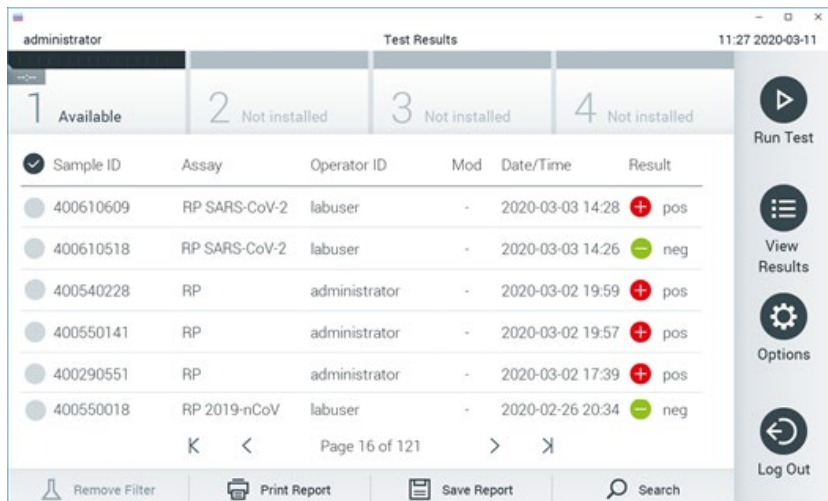 administrator Test Results 11:27 2020-03-11
--:--
1 Available 2 Not installed 3 Not installed 4 Not installed
Run Test
Sample ID Assay Operator ID Mod Date/Time Result
400610609 RP SARS-CoV-2 labuser - 2020-03-03 14:28 pos
400610518 RP SARS-CoV-2 labuser - 2020-03-03 14:26 neg
View
Results
400540228 RP administrator - 2020-03-02 19:59 pos
400550141 RP administrator - 2020-03-02 19:57 pos
Options
400290551 RP administrator - 2020-03-02 17:39 pos
400550018 RP 2019-nCoV labuser - 2020-02-26 20:34 neg
Page 16 of 121
Log Out
Remove Filter Print Report Save Report Search